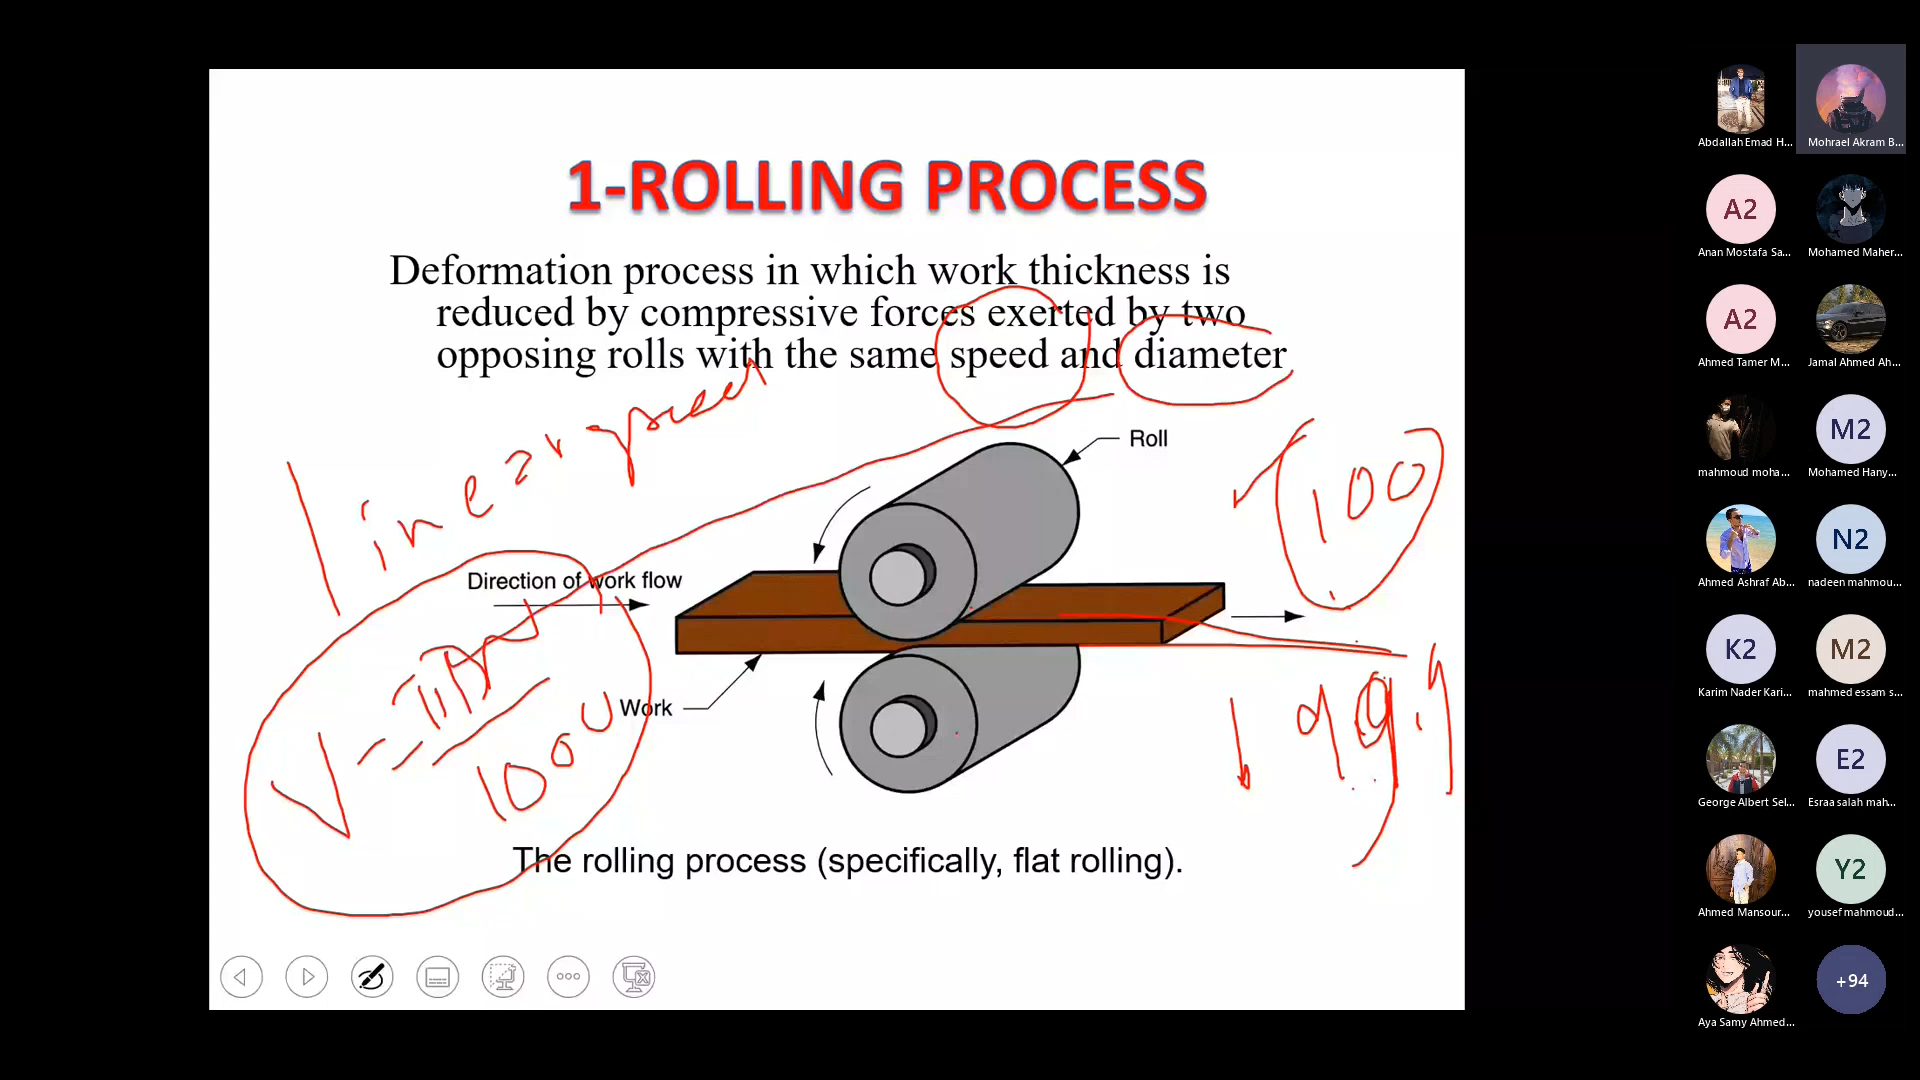 1-ROLLING PROCESS
Deformation process in which work thickness is
reduced by compressive forces exerted by two
opposing rolls with the same speed and diameter
linear speed
Roll
100
Direction of work flow
V = πDN
1000
Work
The rolling process (specifically, flat rolling).
Abdallah Emad H...
Mohrael Akram B...
A2
Anan Mostafa Sa...
Mohamed Maher...
A2
Ahmed Tamer M...
Jamal Ahmed Ah...
mahmoud moha...
M2
Mohamed Hany...
Ahmed Ashraf Ab...
N2
nadeen mahmou...
K2
Karim Nader Kari...
M2
mahmed essam s...
George Albert Sel...
E2
Esraa salah mah...
Ahmed Mansour...
Y2
yousef mahmoud...
Aya Samy Ahmed...
+94